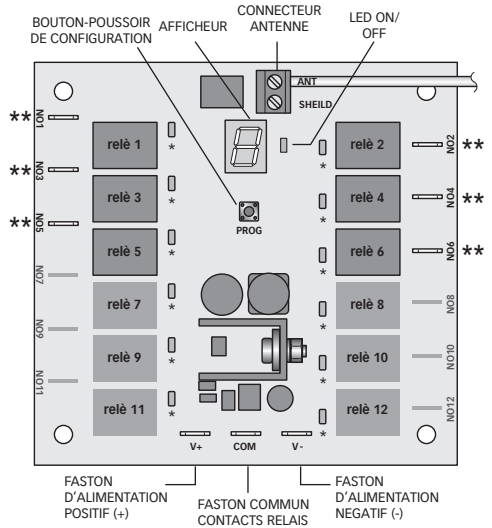 BOUTON-POUSSOIR
DE CONFIGURATION
AFFICHEUR
CONNECTEUR
ANTENNE
LED ON/
OFF
ANT
SHEILD
** NO1
relè 1
*
relè 2
*
NO2 **
** NO3
relè 3
*
relè 4
*
NO4 **
** NO5
relè 5
*
PROG
relè 6
*
NO6 **
NO7
relè 7
*
relè 8
*
NO8
NO9
relè 9
*
relè 10
*
NO10
NO11
relè 11
*
relè 12
*
NO12
V+
COM
V-
FASTON
D'ALIMENTATION
POSITIF (+)
FASTON COMMUN
CONTACTS RELAIS
FASTON
D'ALIMENTATION
NEGATIF (-)